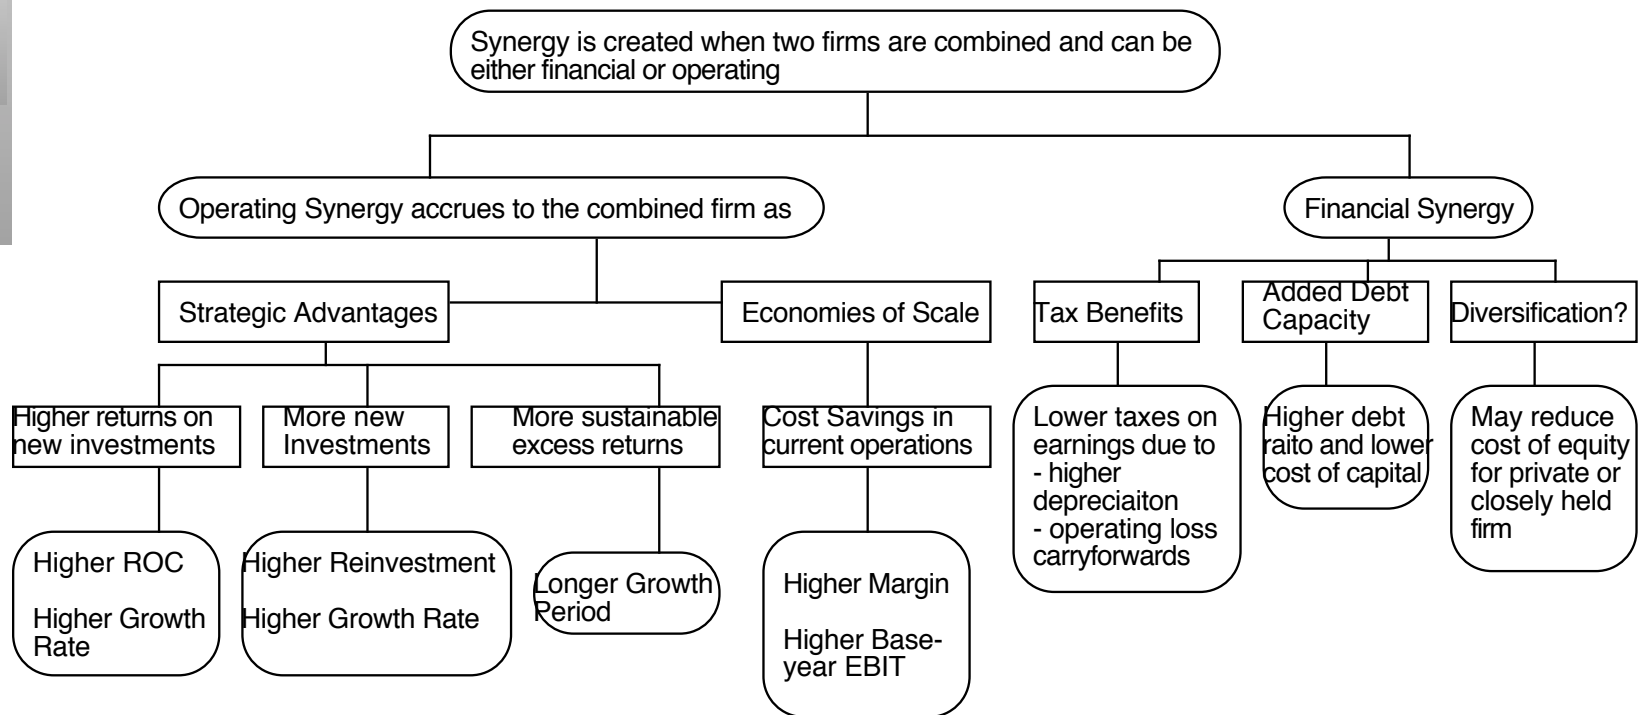 Synergy is created when two firms are combined and can be
either financial or operating
Operating Synergy accrues to the combined firm as
Financial Synergy
Strategic Advantages
Economies of Scale
Tax Benefits
Added Debt
Capacity
Diversification?
Higher returns on
new investments
More new
Investments
More sustainable
excess returns
Cost Savings in
current operations
Lower taxes on
earnings due to
- higher
depreciaiton
- operating loss
carryforwards
Higher debt
raito and lower
cost of capital
May reduce
cost of equity
for private or
closely held
firm
Higher ROC
Higher Growth
Rate
Higher Reinvestment
Higher Growth Rate
Longer Growth
Period
Higher Margin
Higher Base-
year EBIT